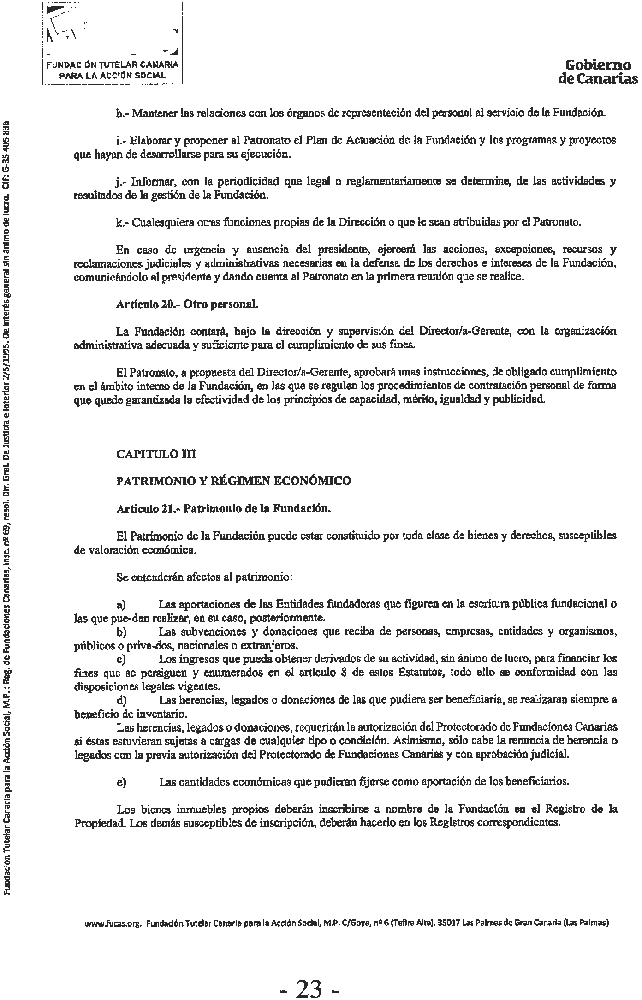 FUNDACIÓN TUTELAR CANARIA
PARA LA ACCIÓN SOCIAL
Gobierno
de Canarias
h.- Mantener las relaciones con los órganos de representación del personal al servicio de la Fundación.
i.- Elaborar y proponer al Patronato el Plan de Actuación de la Fundación y los programas y proyectos
que hayan de desarrollarse para su ejecución.
j.- Informar, con la periodicidad que legal o reglamentariamente se determine, de las actividades y
resultados de la gestión de la Fundación.
k.- Cualesquiera otras funciones propias de la Dirección o que le sean atribuidas por el Patronato.
En caso de urgencia y ausencia del presidente, ejercerá las acciones, excepciones, recursos y
reclamaciones judiciales y administrativas necesarias en la defensa de los derechos e intereses de la Fundación,
comunicándolo al presidente y dando cuenta al Patronato en la primera reunión que se realice.
Artículo 20.- Otro personal.
La Fundación contará, bajo la dirección y supervisión del Director/a-Gerente, con la organización
administrativa adecuada y suficiente para el cumplimiento de sus fines.
El Patronato, a propuesta del Director/a-Gerente, aprobará unas instrucciones, de obligado cumplimiento
en el ámbito interno de la Fundación, en las que se regulen los procedimientos de contratación personal de forma
que quede garantizada la efectividad de los principios de capacidad, mérito, igualdad y publicidad.
CAPITULO III
PATRIMONIO Y RÉGIMEN ECONÓMICO
Artículo 21.- Patrimonio de la Fundación.
El Patrimonio de la Fundación puede estar constituido por toda clase de bienes y derechos, susceptibles
de valoración económica.
Se entenderán afectos al patrimonio:
a) Las aportaciones de las Entidades fundadoras que figuren en la escritura pública fundacional o
las que pue-dan realizar, en su caso, posteriormente.
b) Las subvenciones y donaciones que reciba de personas, empresas, entidades y organismos,
públicos o priva-dos, nacionales o extranjeros.
c) Los ingresos que pueda obtener derivados de su actividad, sin ánimo de lucro, para financiar los
fines que se persiguen y enumerados en el artículo 8 de estos Estatutos, todo ello se conformidad con las
disposiciones legales vigentes.
d) Las herencias, legados o donaciones de las que pudiera ser beneficiaria, se realizaran siempre a
beneficio de inventario.
Las herencias, legados o donaciones, requerirán la autorización del Protectorado de Fundaciones Canarias
si éstas estuvieran sujetas a cargas de cualquier tipo o condición. Asimismo, sólo cabe la renuncia de herencia o
legados con la previa autorización del Protectorado de Fundaciones Canarias y con aprobación judicial.
e) Las cantidades económicas que pudieran fijarse como aportación de los beneficiarios.
Los bienes inmuebles propios deberán inscribirse a nombre de la Fundación en el Registro de la
Propiedad. Los demás susceptibles de inscripción, deberán hacerlo en los Registros correspondientes.
Fundación Tutelar Canaria para la Acción Social, M.P. : Reg. de Fundaciones Canarias, insc. nº 69, resol. Dir. Gral. De Justicia e Interior 2/5/1995. De interés general sin ánimo de lucro. CIF: G-35 405 836
www.fucas.org. Fundación Tutelar Canaria para la Acción Social, M.P. C/Goya, nº 6 (Tafira Alta). 35017 Las Palmas de Gran Canaria (Las Palmas)
- 23 -